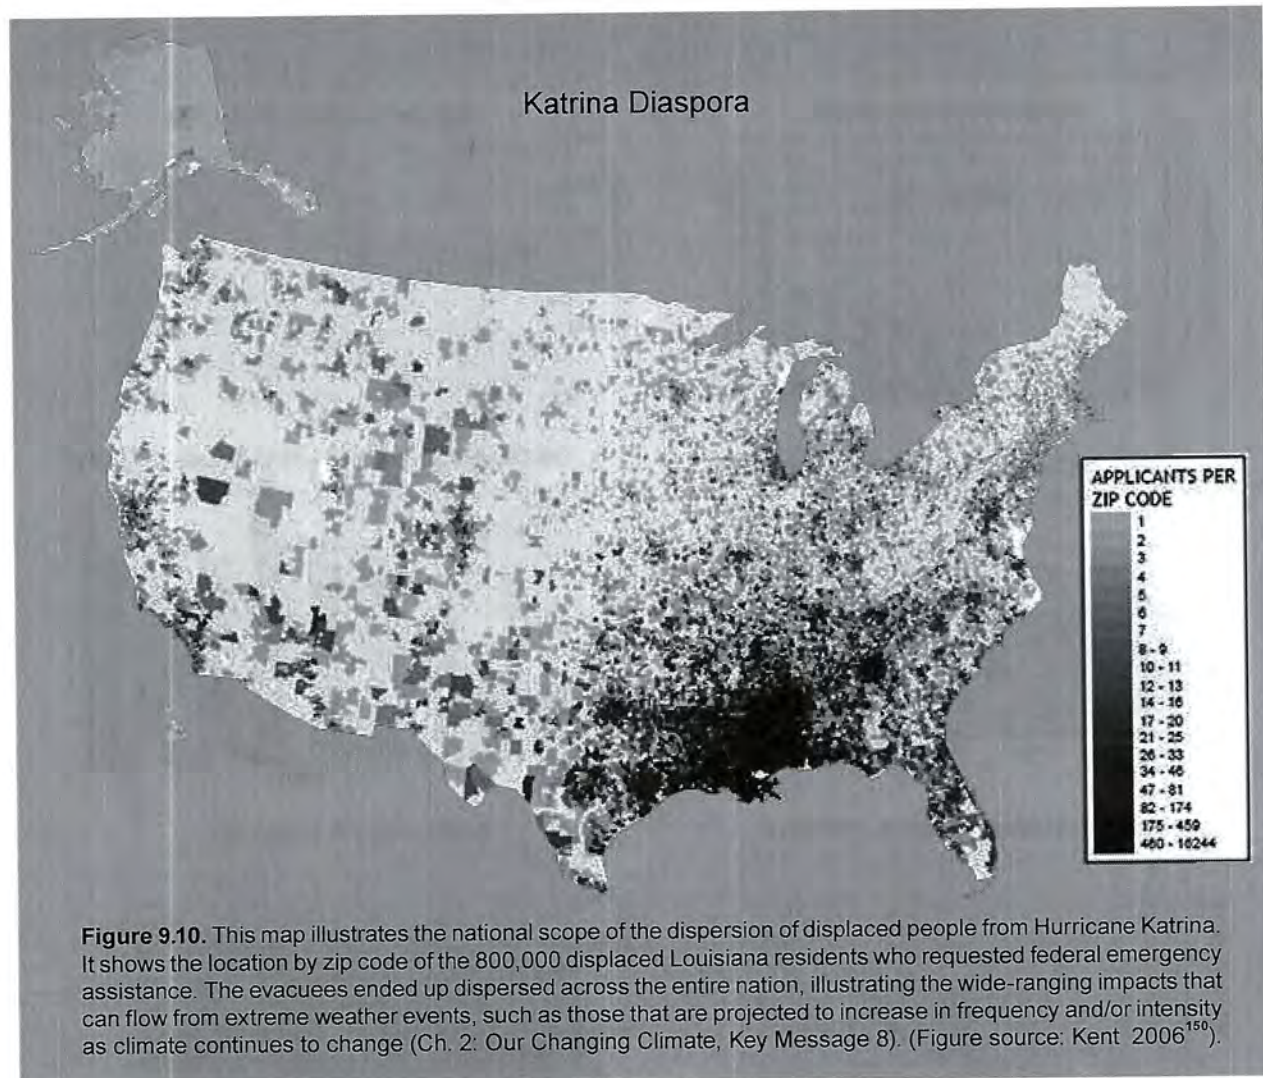 Katrina Diaspora
APPLICANTS PER
ZIP CODE
1
2
3
4
5
6
7
8 - 9
10 - 11
12 - 13
14 - 16
17 - 20
21 - 25
26 - 33
34 - 46
47 - 81
82 - 174
175 - 459
460 - 16244
Figure 9.10. This map illustrates the national scope of the dispersion of displaced people from Hurricane Katrina.
It shows the location by zip code of the 800,000 displaced Louisiana residents who requested federal emergency
assistance. The evacuees ended up dispersed across the entire nation, illustrating the wide-ranging impacts that
can flow from extreme weather events, such as those that are projected to increase in frequency and/or intensity
as climate continues to change (Ch. 2: Our Changing Climate, Key Message 8). (Figure source: Kent 2006¹⁵⁰).